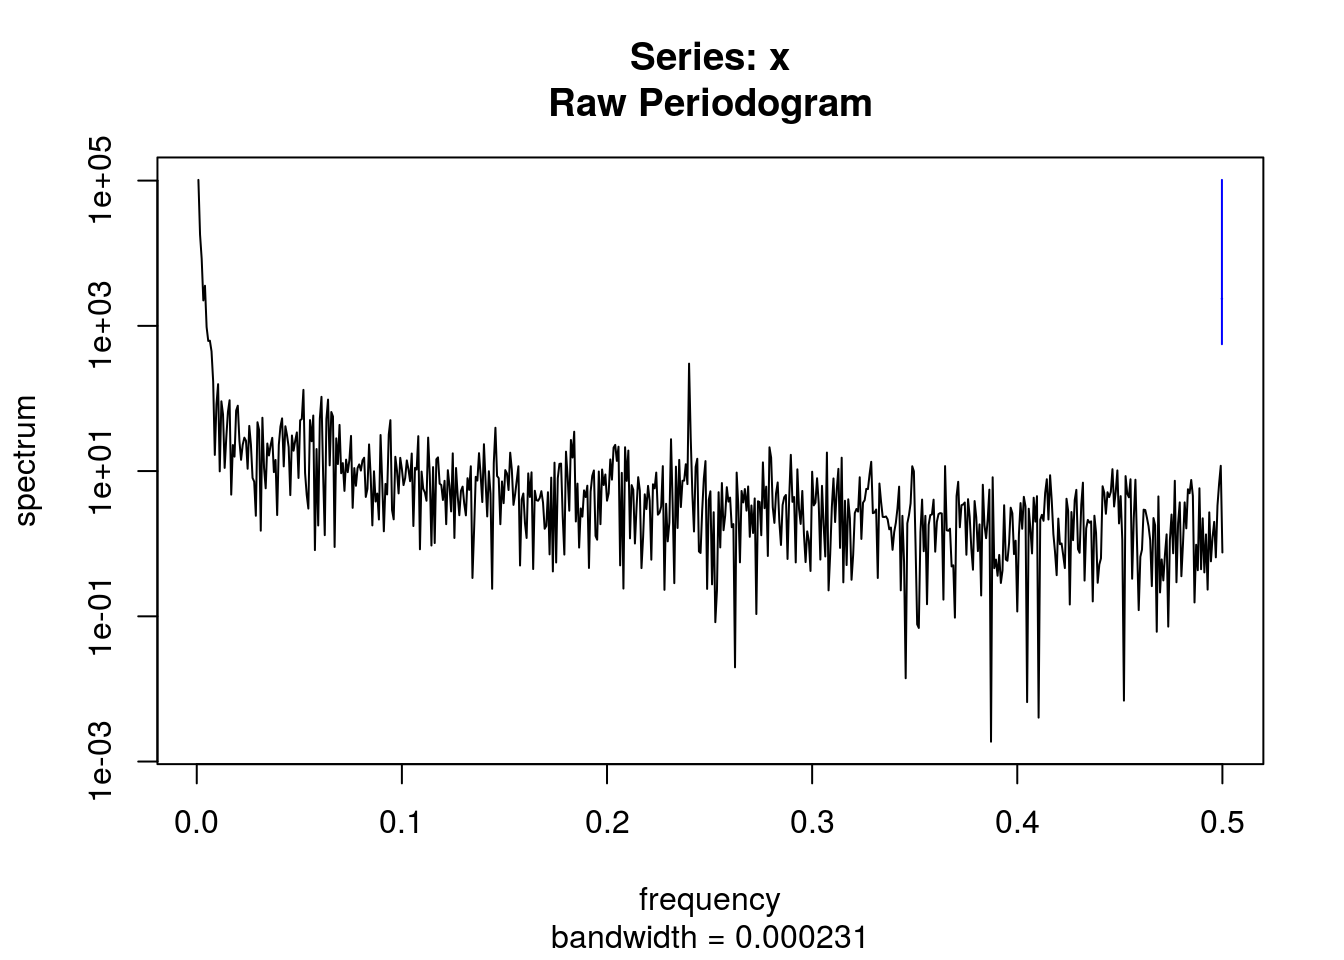 Series: x
Raw Periodogram
spectrum
1e+05
1e+03
1e+01
1e-01
1e-03
0.0 0.1 0.2 0.3 0.4 0.5
frequency
bandwidth = 0.000231